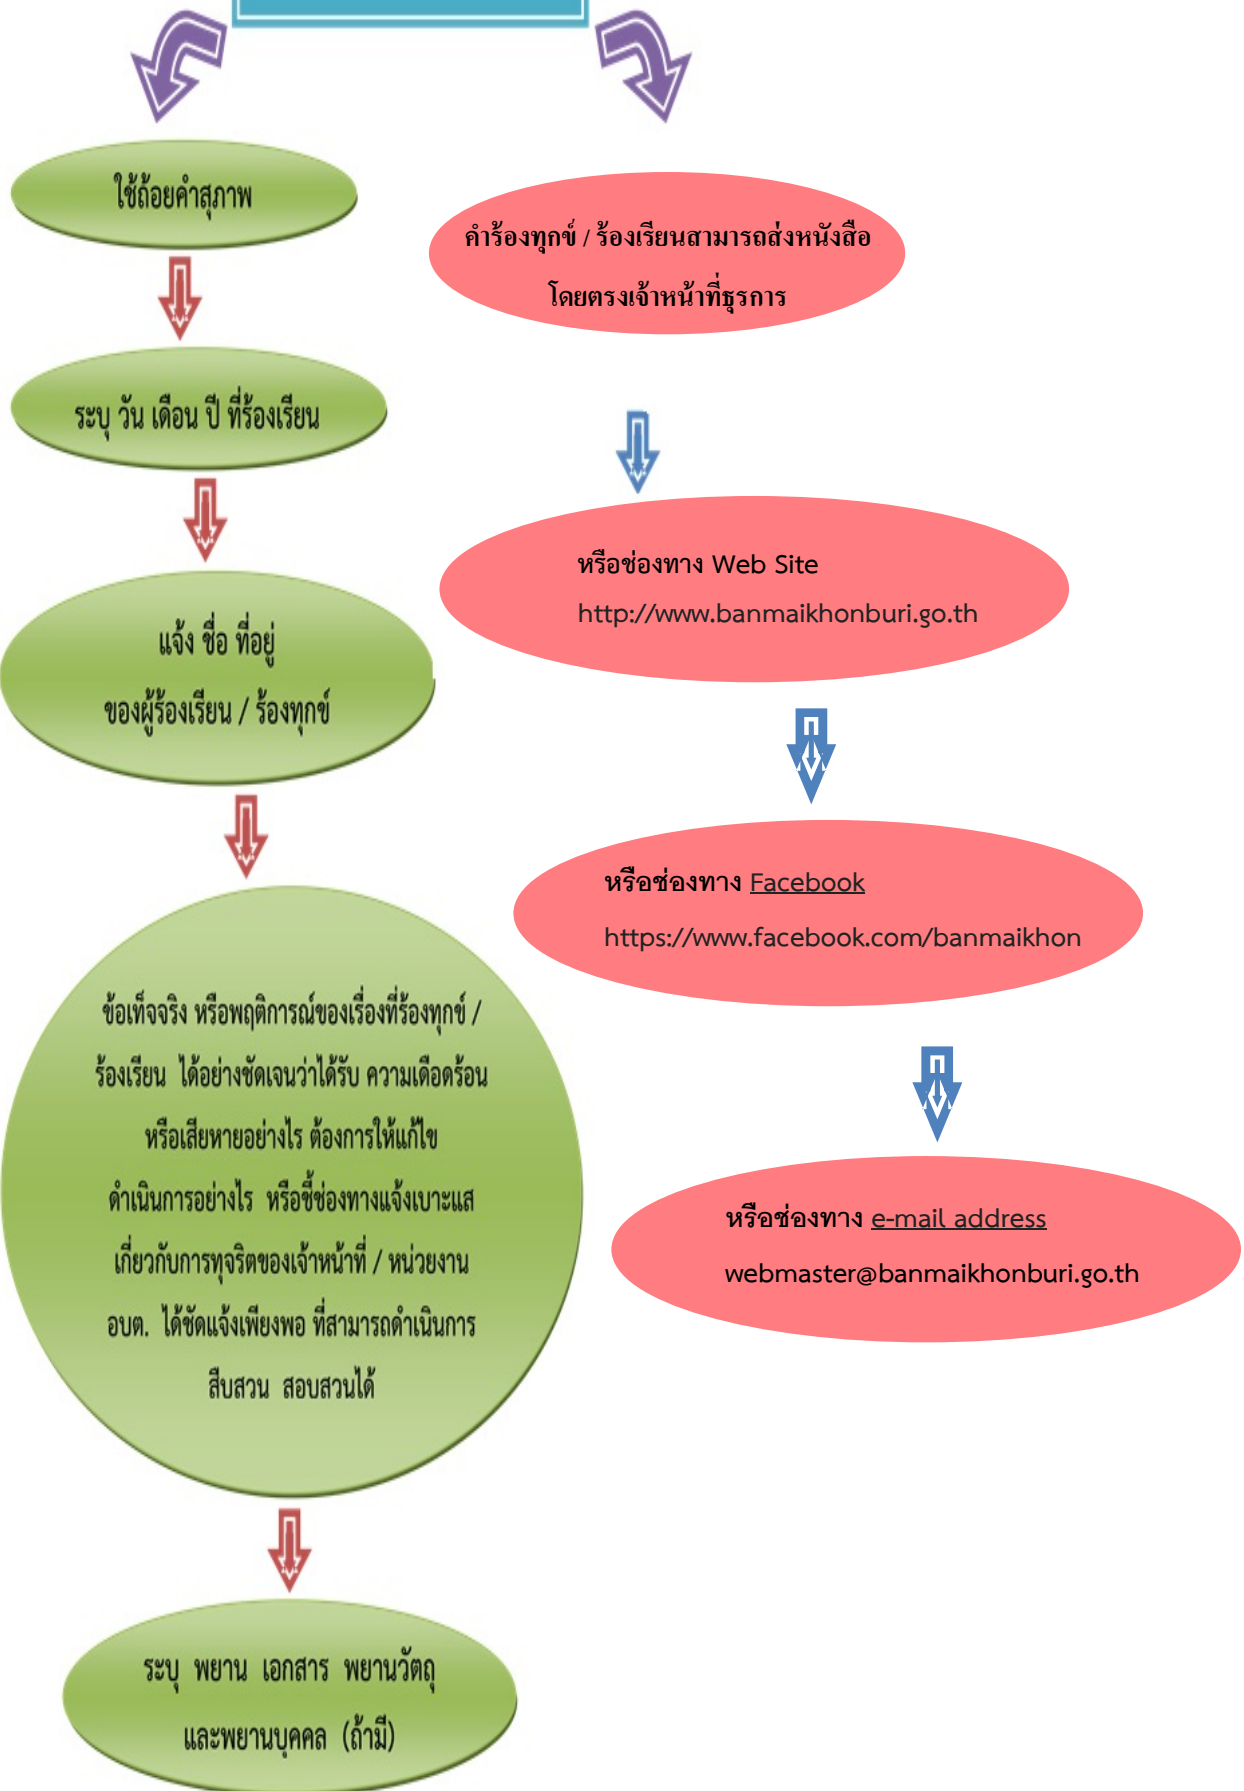 ใช้ถ้อยคำสุภาพ
ระบุ วัน เดือน ปี ที่ร้องเรียน
แจ้ง ชื่อ ที่อยู่
ของผู้ร้องเรียน / ร้องทุกข์
ข้อเท็จจริง หรือพฤติการณ์ของเรื่องที่ร้องทุกข์ /
ร้องเรียน ได้อย่างชัดเจนว่าได้รับ ความเดือดร้อน
หรือเสียหายอย่างไร ต้องการให้แก้ไข
ดำเนินการอย่างไร หรือชี้ช่องทางแจ้งเบาะแส
เกี่ยวกับการทุจริตของเจ้าหน้าที่ / หน่วยงาน
อบต. ได้ชัดแจ้งเพียงพอ ที่สามารถดำเนินการ
สืบสวน สอบสวนได้
ระบุ พยาน เอกสาร พยานวัตถุ
และพยานบุคคล (ถ้ามี)
คำร้องทุกข์ / ร้องเรียนสามารถส่งหนังสือ
โดยตรงเจ้าหน้าที่ธุรการ
หรือช่องทาง Web Site
http://www.banmaikhonburi.go.th
หรือช่องทาง Facebook
https://www.facebook.com/banmaikhon
หรือช่องทาง e-mail address
webmaster@banmaikhonburi.go.th